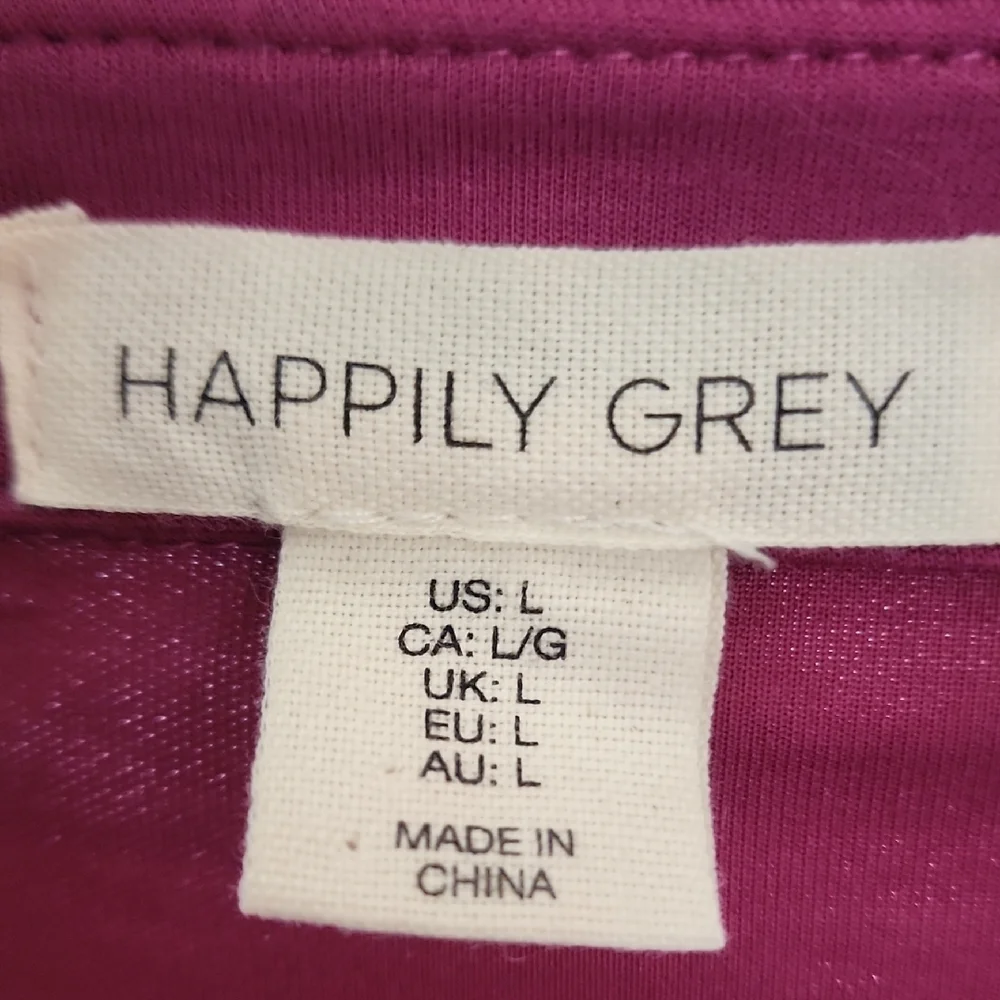 HAPPILY GREY
US: L
CA: L/G
UK: L
EU: L
AU: L
MADE IN
CHINA